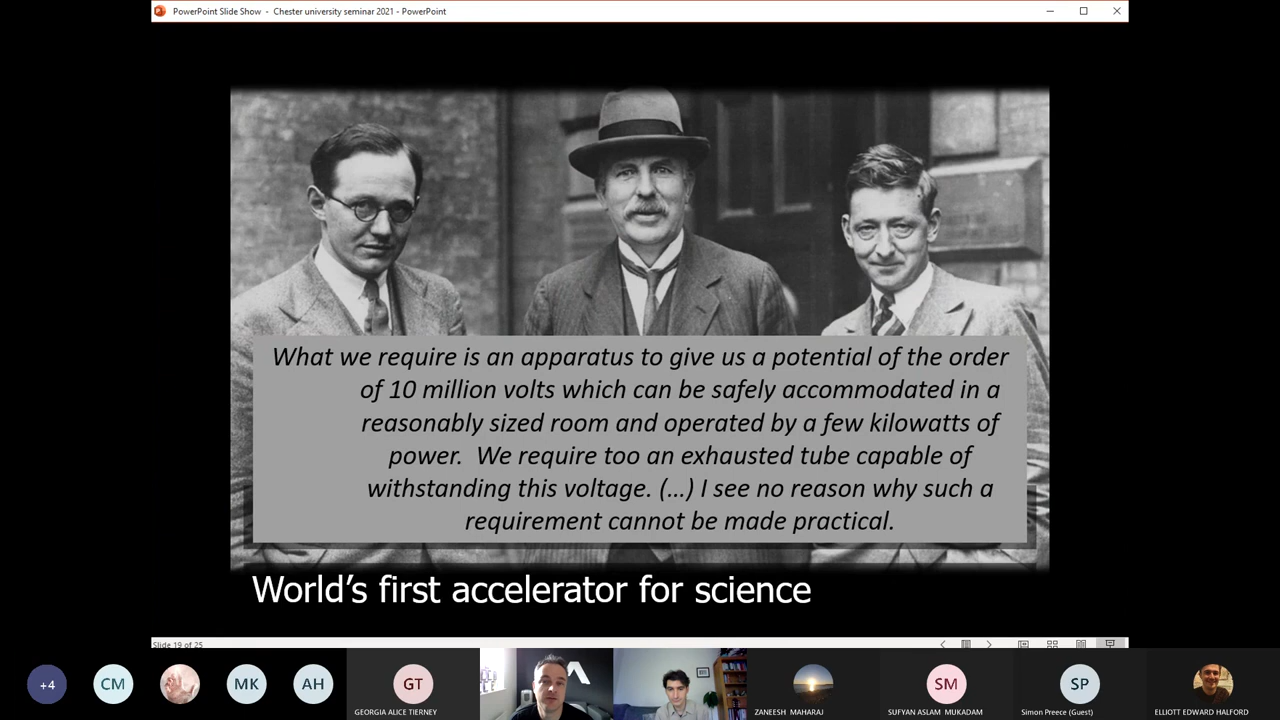 PowerPoint Slide Show - Chester university seminar 2021 - PowerPoint
What we require is an apparatus to give us a potential of the order
of 10 million volts which can be safely accommodated in a
reasonably sized room and operated by a few kilowatts of
power. We require too an exhausted tube capable of
withstanding this voltage. (...) I see no reason why such a
requirement cannot be made practical.
World's first accelerator for science
Slide 19 of 25
+4
CM
MK
AH
GT
SM
SP
GEORGIA ALICE TIERNEY
ZANEESH MAHARAJ
SUFYAN ASLAM MUKADAM
Simon Preece (Guest)
ELLIOTT EDWARD HALFORD